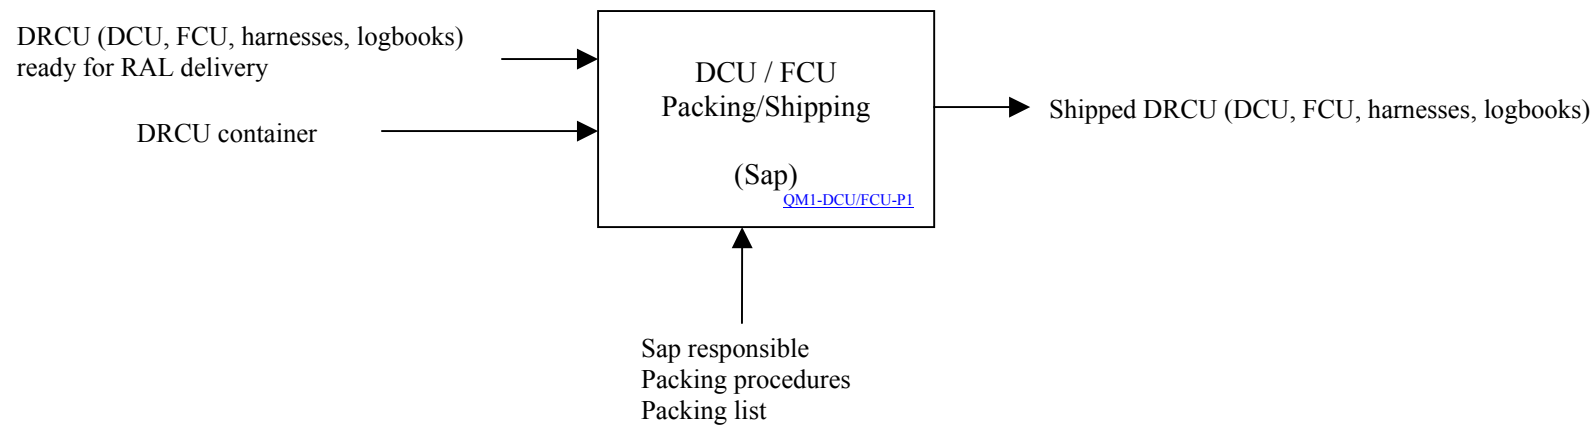 DRCU (DCU, FCU, harnesses, logbooks)
ready for RAL delivery
DRCU container
DCU / FCU
Packing/Shipping
(Sap)
QM1-DCU/FCU-P1
Shipped DRCU (DCU, FCU, harnesses, logbooks)
Sap responsible
Packing procedures
Packing list